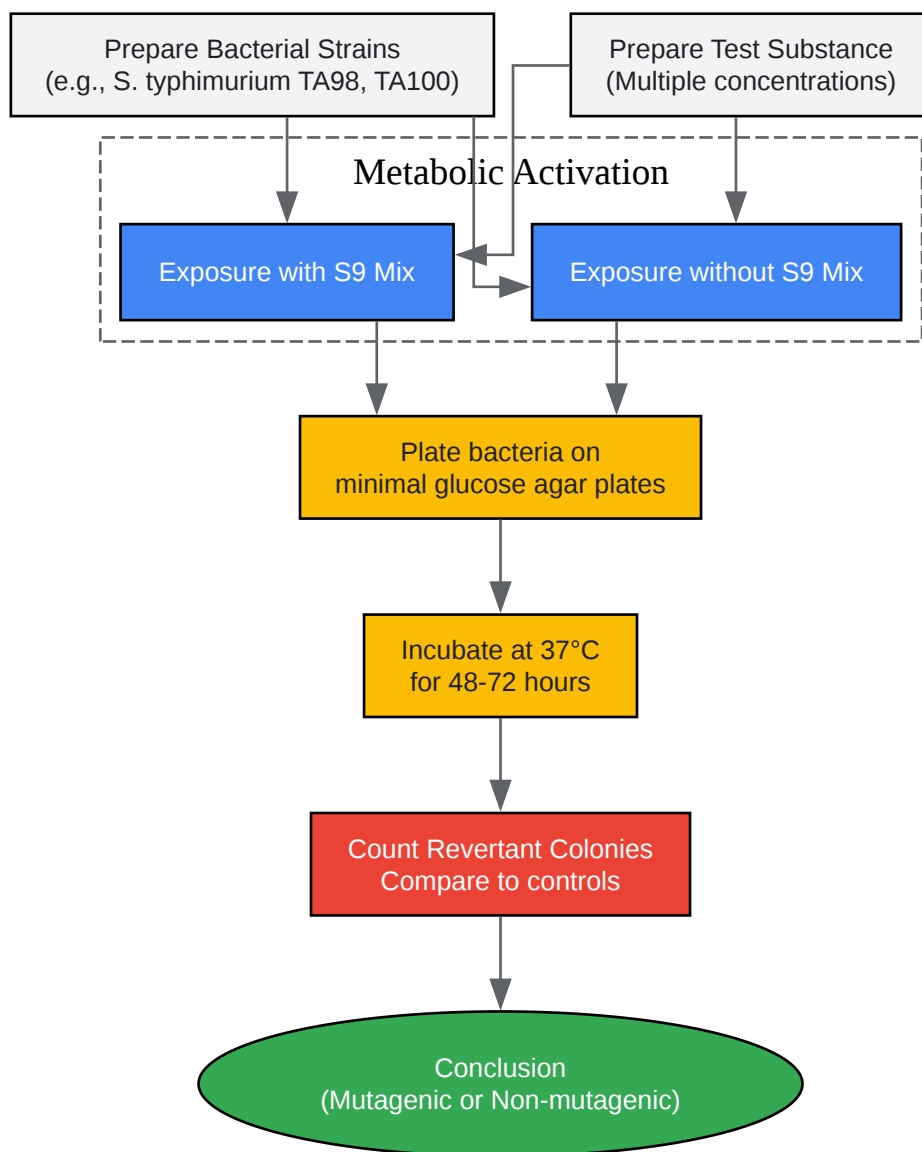 Prepare Bacterial Strains
(e.g., S. typhimurium TA98, TA100)
Prepare Test Substance
(Multiple concentrations)
Metabolic Activation
Exposure with S9 Mix
Exposure without S9 Mix
Plate bacteria on
minimal glucose agar plates
Incubate at 37°C
for 48-72 hours
Count Revertant Colonies
Compare to controls
Conclusion
(Mutagenic or Non-mutagenic)